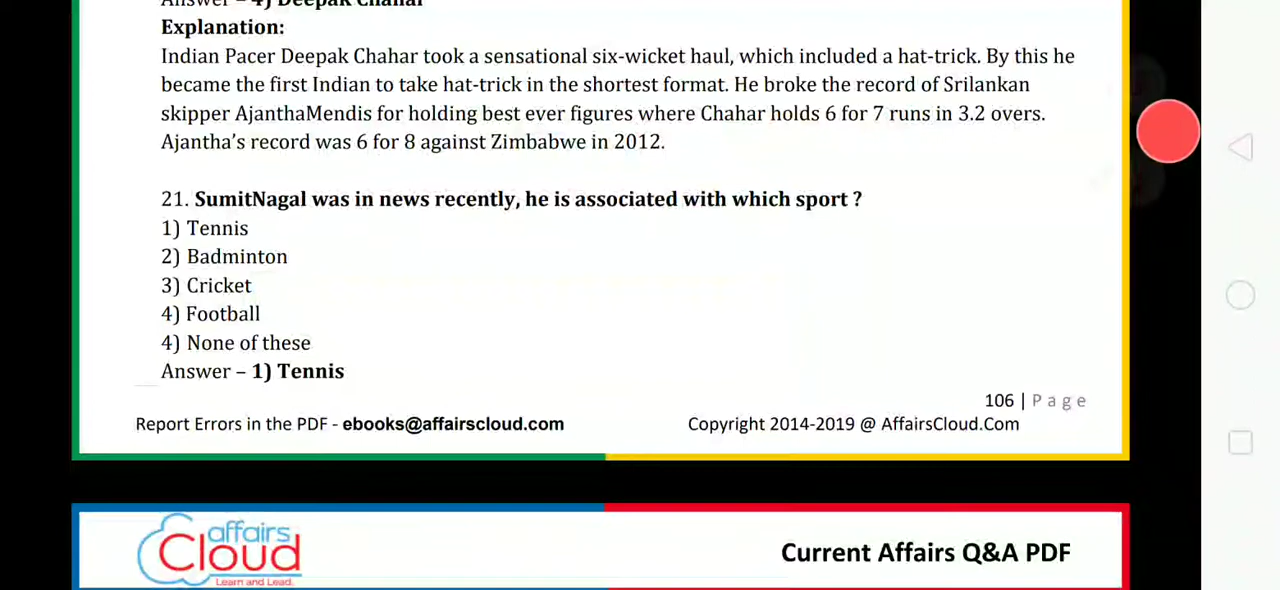 Answer – 4) Deepak Chahar
Explanation:
Indian Pacer Deepak Chahar took a sensational six-wicket haul, which included a hat-trick. By this he
became the first Indian to take hat-trick in the shortest format. He broke the record of Srilankan
skipper AjanthaMendis for holding best ever figures where Chahar holds 6 for 7 runs in 3.2 overs.
Ajantha's record was 6 for 8 against Zimbabwe in 2012.
21. SumitNagal was in news recently, he is associated with which sport ?
1) Tennis
2) Badminton
3) Cricket
4) Football
4) None of these
Answer – 1) Tennis
106 | Page
Report Errors in the PDF - ebooks@affairscloud.com Copyright 2014-2019 @ AffairsCloud.Com
affairs
Cloud
Learn and Lead.
Current Affairs Q&A PDF